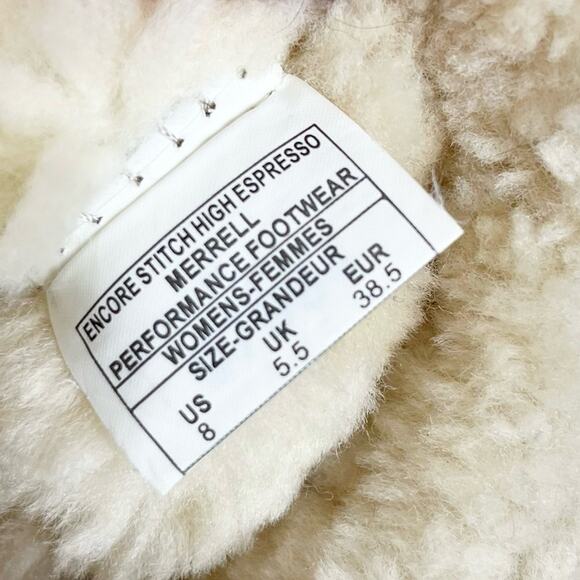 ENCORE STITCH HIGH ESPRESSO
MERRELL
PERFORMANCE FOOTWEAR
WOMENS-FEMMES
SIZE-GRANDEUR
US UK EUR
8 5.5 38.5